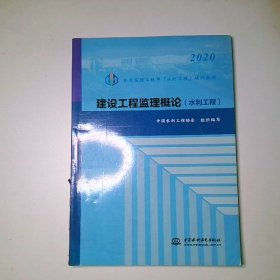 2020
全国监理工程师（水利工程）培训教材
建设工程监理概论（水利工程）
中国水利工程协会 组织编写
中国水利水电出版社